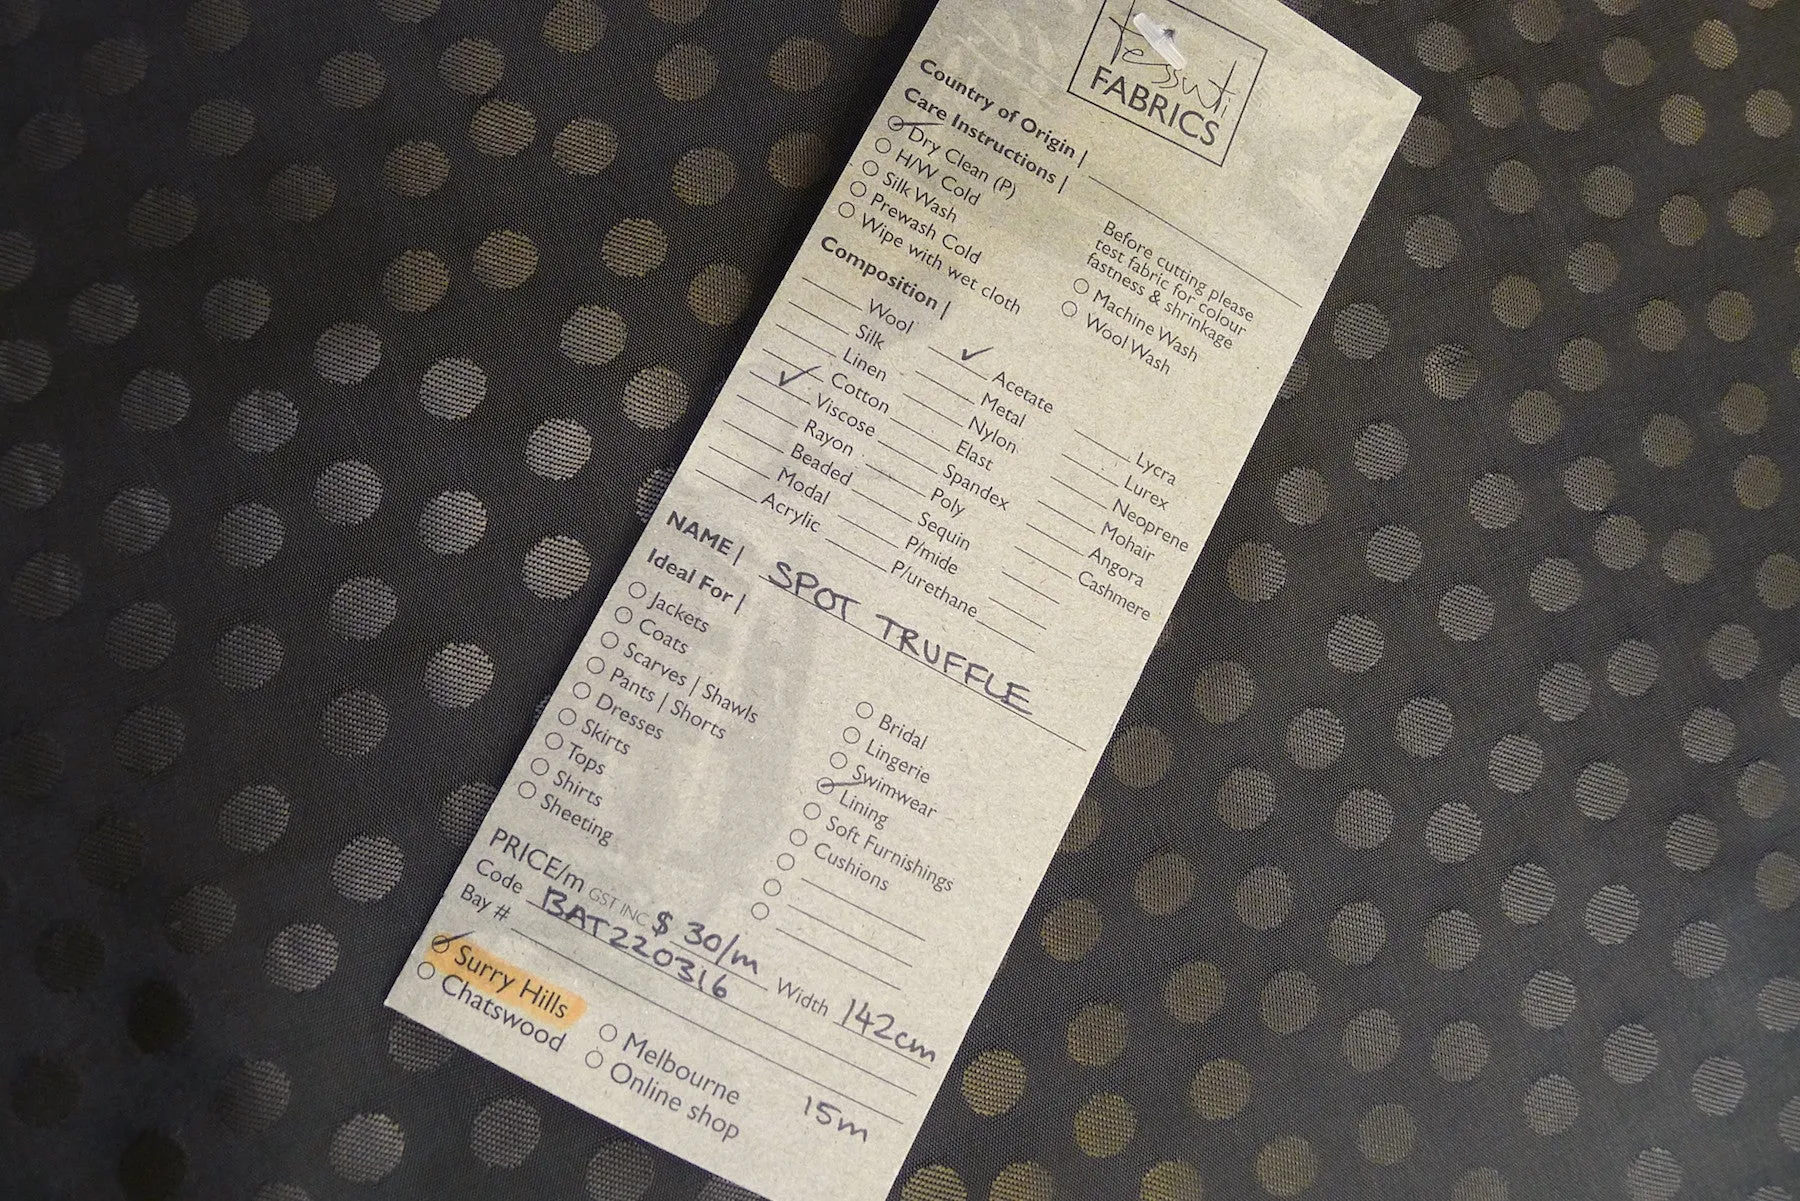 Tessuti
FABRICS
Country of Origin |
Care Instructions |
Dry Clean (P)
H/W Cold
Silk Wash
Prewash Cold
Wipe with wet cloth
Before cutting please
test fabric for colour
fastness & shrinkage
Machine Wash
Wool Wash
Composition |
Wool
Silk
Linen
Cotton
Viscose
Rayon
Beaded
Modal
Acrylic
Acetate
Metal
Nylon
Elast
Spandex
Poly
Sequin
P/mide
P/urethane
Lycra
Lurex
Neoprene
Mohair
Angora
Cashmere
NAME | SPOT TRUFFLE
Ideal For |
Jackets
Coats
Scarves | Shawls
Pants | Shorts
Dresses
Skirts
Tops
Shirts
Sheeting
Bridal
Lingerie
Swimwear
Lining
Soft Furnishings
Cushions
PRICE/m GST INC $ 30/m Width 142cm
Code BAT220316
Bay #
Surry Hills
Chatswood
Melbourne
Online shop
15m